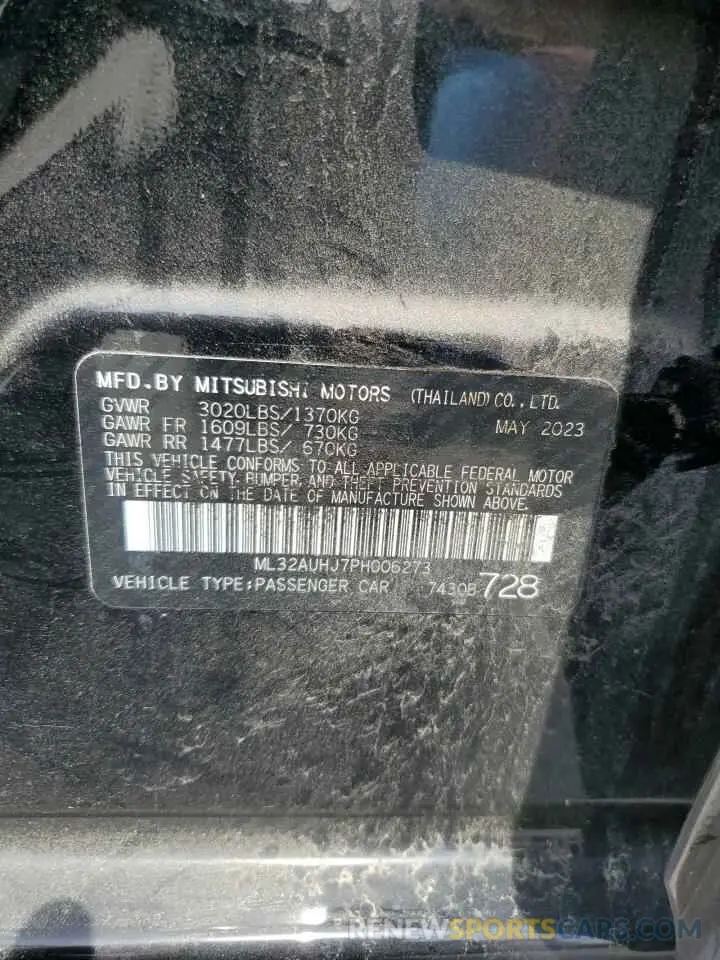 MFD.BY MITSUBISHI MOTORS (THAILAND) CO., LTD.
GVWR 3020LBS/1370KG MAY 2023
GAWR FR 1609LBS/ 730KG
GAWR RR 1477LBS/ 670KG
THIS VEHICLE CONFORMS TO ALL APPLICABLE FEDERAL MOTOR
VEHICLE SAFETY, BUMPER AND THEFT PREVENTION STANDARDS
IN EFFECT ON THE DATE OF MANUFACTURE SHOWN ABOVE.
ML32AUHJ7PH006273
VEHICLE TYPE:PASSENGER CAR 7430B 728
RENEWSPORTSCARS.COM